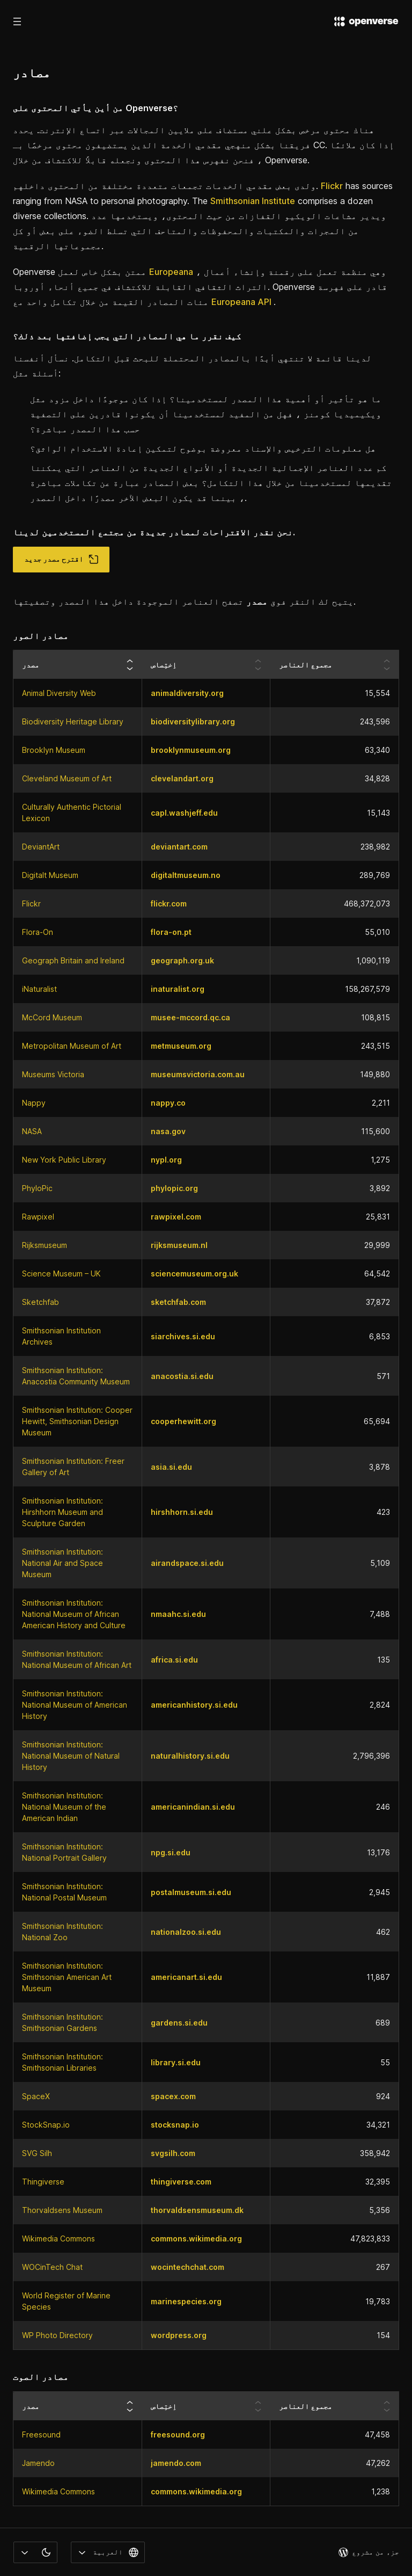 openverse
مصادر
من أين يأتي المحتوى على Openverse؟
هناك محتوى مرخص بشكل ملني مستضاف على ملايين المجالات عبر اتساع الإنترنت. يحدد
فريقنا بشكل منهجي مقدمي الخدمة الذين يستضيفون محتوى مرخصًا بـ CC. إذا كان ملائمًا
، فنحن نفهرس هذا المحتوى ونجعله قابلًا للاكتشاف من خلال Openverse.
ولدى بعض مقدمي الخدمات تجمعات متعددة مختلفة من المحتوى داخلهم. Flickr has sources
ranging from NASA to personal photography. The Smithsonian Institute comprises a dozen
diverse collections. ويدير مشاعات الويكيو القفازات من حيث المحتوى، ويستخدمها عدد
من المجرات والمكتبات والمحفوظات والمتاحف التي تسلط الضوء على بعض أو كل
مجموعاتها الرقمية.
Openverse ممتن بشكل خاص لعمل Europeana ، وهي منظمة تعمل على رقمنة وإنشاء أعمال
التراث الثقافي القابلة للاكتشاف في جميع أنحاء أوروبا. Openverse قادر على فهرسة
مئات المصادر القيمة من خلال تكامل واحد مع Europeana API .
كيف نقرر ما هي المصادر التي يجب إضافتها بعد ذلك؟
لدينا قائمة لا تنتهي أبدًا بالمصادر المحتملة للبحث قبل التكامل. نسأل أنفسنا
أسئلة مثل:
ما هو تأثير أو أهمية هذا المصدر لمستخدمينا؟ إذا كان موجودًا داخل مزود مثل
ويكيميديا كومنز ، فهل من المفيد لمستخدمينا أن يكونوا قادرين على التصفية
حسب هذا المصدر مباشرة؟
هل معلومات الترخيص والإسناد معروضة بوضوح لتمكين إعادة الاستخدام الواثق؟
كم عدد العناصر الإجمالية الجديدة أو الأنواع الجديدة من العناصر التي يمكننا
تقديمها لمستخدمينا من خلال هذا التكامل؟ بعض المصادر عبارة عن تكاملات مباشرة
، بينما قد يكون البعض الآخر مصدرًا داخل المصدر.
نحن نقدر الاقتراحات لمصادر جديدة من مجتمع المستخدمين لدينا.
اقترح مصدر جديد
يتيح لك النقر فوق مصدر تصفح العناصر الموجودة داخل هذا المصدر وتصفيتها.
مصادر الصور
مصدر إختِصاص مجموع العناصر
Animal Diversity Web animaldiversity.org 15,554
Biodiversity Heritage Library biodiversitylibrary.org 243,596
Brooklyn Museum brooklynmuseum.org 63,340
Cleveland Museum of Art clevelandart.org 34,828
Culturally Authentic Pictorial
Lexicon capl.washjeff.edu 15,143
DeviantArt deviantart.com 238,982
Digitalt Museum digitaltmuseum.no 289,769
Flickr flickr.com 468,372,073
Flora-On flora-on.pt 55,010
Geograph Britain and Ireland geograph.org.uk 1,090,119
iNaturalist inaturalist.org 158,267,579
McCord Museum musee-mccord.qc.ca 108,815
Metropolitan Museum of Art metmuseum.org 243,515
Museums Victoria museumsvictoria.com.au 149,880
Nappy nappy.co 2,211
NASA nasa.gov 115,600
New York Public Library nypl.org 1,275
PhyloPic phylopic.org 3,892
Rawpixel rawpixel.com 25,831
Rijksmuseum rijksmuseum.nl 29,999
Science Museum – UK sciencemuseum.org.uk 64,542
Sketchfab sketchfab.com 37,872
Smithsonian Institution
Archives siarchives.si.edu 6,853
Smithsonian Institution:
Anacostia Community Museum anacostia.si.edu 571
Smithsonian Institution: Cooper
Hewitt, Smithsonian Design
Museum cooperhewitt.org 65,694
Smithsonian Institution: Freer
Gallery of Art asia.si.edu 3,878
Smithsonian Institution:
Hirshhorn Museum and
Sculpture Garden hirshhorn.si.edu 423
Smithsonian Institution:
National Air and Space
Museum airandspace.si.edu 5,109
Smithsonian Institution:
National Museum of African
American History and Culture nmaahc.si.edu 7,488
Smithsonian Institution:
National Museum of African Art africa.si.edu 135
Smithsonian Institution:
National Museum of American
History americanhistory.si.edu 2,824
Smithsonian Institution:
National Museum of Natural
History naturalhistory.si.edu 2,796,396
Smithsonian Institution:
National Museum of the
American Indian americanindian.si.edu 246
Smithsonian Institution:
National Portrait Gallery npg.si.edu 13,176
Smithsonian Institution:
National Postal Museum postalmuseum.si.edu 2,945
Smithsonian Institution:
National Zoo nationalzoo.si.edu 462
Smithsonian Institution:
Smithsonian American Art
Museum americanart.si.edu 11,887
Smithsonian Institution:
Smithsonian Gardens gardens.si.edu 689
Smithsonian Institution:
Smithsonian Libraries library.si.edu 55
SpaceX spacex.com 924
StockSnap.io stocksnap.io 34,321
SVG Silh svgsilh.com 358,942
Thingiverse thingiverse.com 32,395
Thorvaldsens Museum thorvaldsensmuseum.dk 5,356
Wikimedia Commons commons.wikimedia.org 47,823,833
WOCinTech Chat wocintechchat.com 267
World Register of Marine
Species marinespecies.org 19,783
WP Photo Directory wordpress.org 154
مصادر الصوت
مصدر إختِصاص مجموع العناصر
Freesound freesound.org 47,458
Jamendo jamendo.com 47,262
Wikimedia Commons commons.wikimedia.org 1,238
العربية
جزء من مشروع